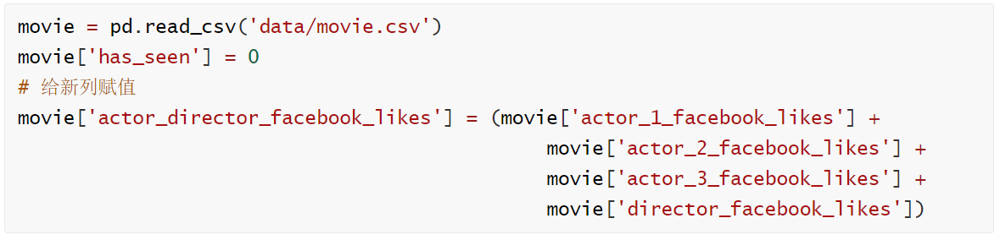 movie = pd.read_csv('data/movie.csv')
movie['has_seen'] = 0
# 给新列赋值
movie['actor_director_facebook_likes'] = (movie['actor_1_facebook_likes'] +
movie['actor_2_facebook_likes'] +
movie['actor_3_facebook_likes'] +
movie['director_facebook_likes'])